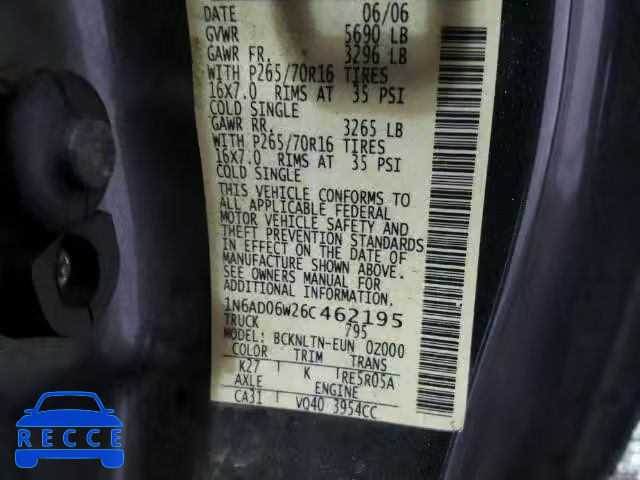 DATE 06/06
GVWR 5690 LB
GAWR FR. 3296 LB
WITH P265/70R16 TIRES
16X7.0 RIMS AT 35 PSI
COLD SINGLE
GAWR RR. 3265 LB
WITH P265/70R16 TIRES
16X7.0 RIMS AT 35 PSI
COLD SINGLE
THIS VEHICLE CONFORMS TO
ALL APPLICABLE FEDERAL
MOTOR VEHICLE SAFETY AND
THEFT PREVENTION STANDARDS
IN EFFECT ON THE DATE OF
MANUFACTURE SHOWN ABOVE.
SEE OWNERS MANUAL FOR
ADDITIONAL INFORMATION.
1N6AD06W26C462195
TRUCK 795
MODEL: BCKNLTN-EUN 0Z000
COLOR TRIM TRANS
K27 K RE5R05A
AXLE ENGINE
CA31 VQ40 3954CC
RECCE